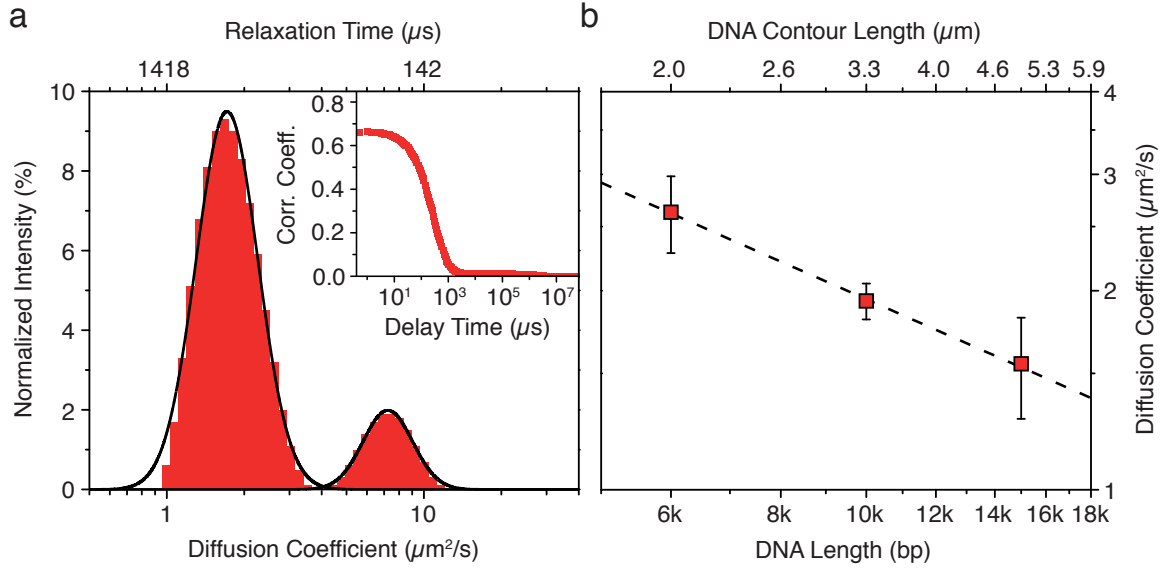 a
Relaxation Time (µs)
1418 142
Normalized Intensity (%)
10
8
6
4
2
0
1 10
Diffusion Coefficient (µm²/s)
Corr. Coeff.
0.8
0.6
0.4
0.2
0.0
10¹ 10³ 10⁵ 10⁷
Delay Time (µs)
b
DNA Contour Length (µm)
2.0 2.6 3.3 4.0 4.6 5.3 5.9
4
3
2
1
Diffusion Coefficient (µm²/s)
6k 8k 10k 12k 14k 16k 18k
DNA Length (bp)